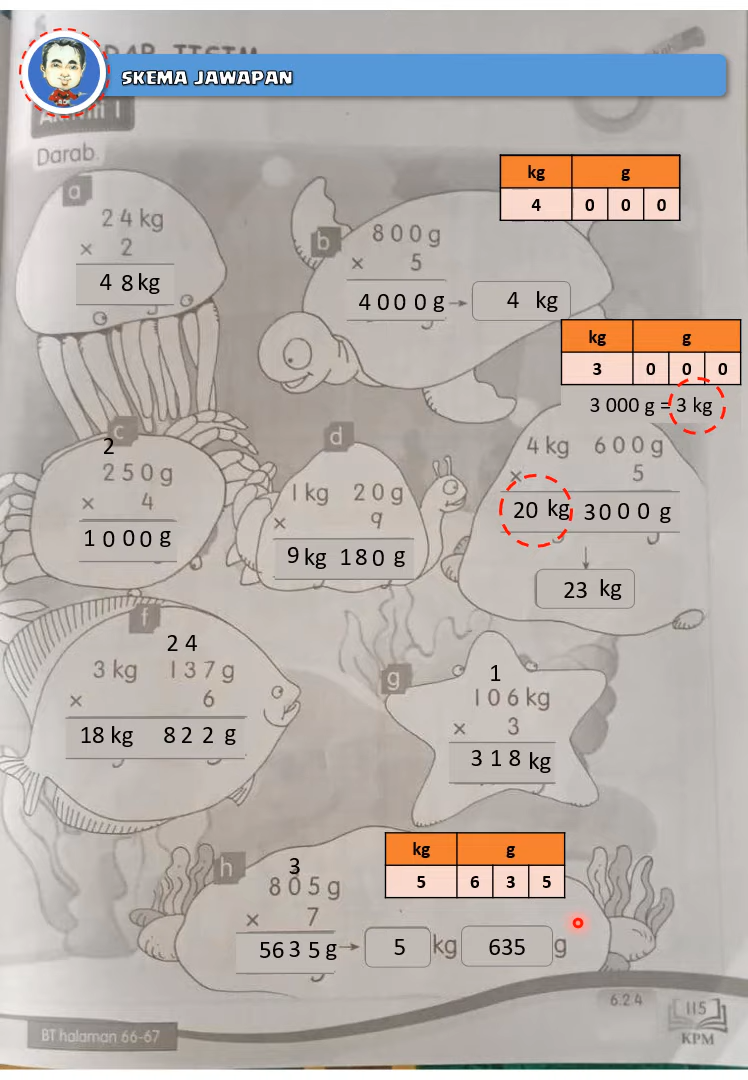 SKEMA JAWAPAN
Aktiviti 1
Darab.
a
24 kg
× 2
48 kg
b
800 g
× 5
4000 g → 4 kg
kg g
4 0 0 0
kg g
3 0 0 0
3 000 g = 3 kg
c
2
250 g
× 4
1000 g
d
1 kg 20 g
× 9
9 kg 180 g
4 kg 600 g
× 5
20 kg 3000 g
23 kg
f
2 4
3 kg 137 g
× 6
18 kg 822 g
g
1
106 kg
× 3
318 kg
h
3
805 g
× 7
5635 g → 5 kg 635 g
kg g
5 6 3 5
6.2.4
115
KPM
BT halaman 66-67